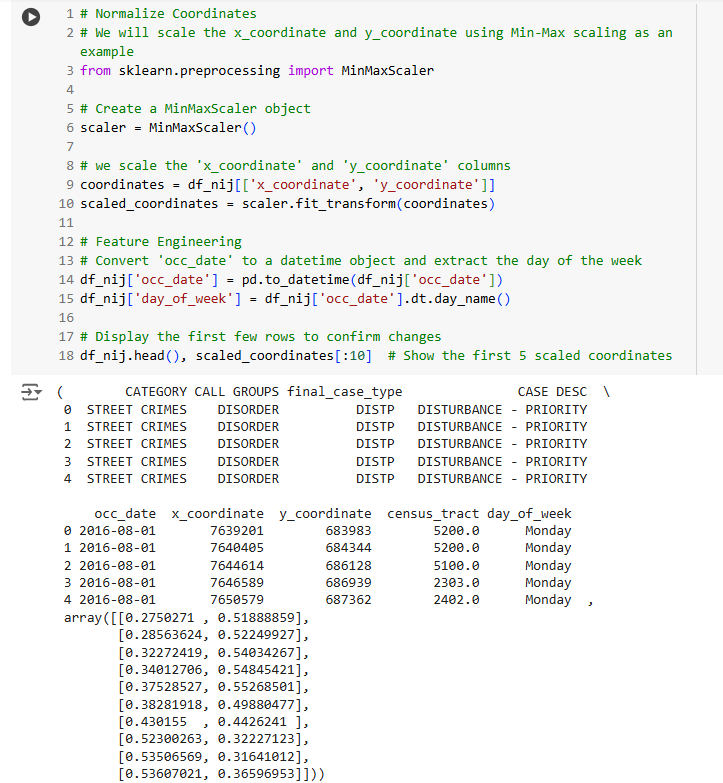 1 # Normalize Coordinates
2 # We will scale the x_coordinate and y_coordinate using Min-Max scaling as an
example
3 from sklearn.preprocessing import MinMaxScaler
4
5 # Create a MinMaxScaler object
6 scaler = MinMaxScaler()
7
8 # we scale the 'x_coordinate' and 'y_coordinate' columns
9 coordinates = df_nij[['x_coordinate', 'y_coordinate']]
10 scaled_coordinates = scaler.fit_transform(coordinates)
11
12 # Feature Engineering
13 # Convert 'occ_date' to a datetime object and extract the day of the week
14 df_nij['occ_date'] = pd.to_datetime(df_nij['occ_date'])
15 df_nij['day_of_week'] = df_nij['occ_date'].dt.day_name()
16
17 # Display the first few rows to confirm changes
18 df_nij.head(), scaled_coordinates[:10]  # Show the first 5 scaled coordinates
(        CATEGORY CALL GROUPS final_case_type               CASE DESC  \
0  STREET CRIMES    DISORDER          DISTP   DISTURBANCE - PRIORITY
1  STREET CRIMES    DISORDER          DISTP   DISTURBANCE - PRIORITY
2  STREET CRIMES    DISORDER          DISTP   DISTURBANCE - PRIORITY
3  STREET CRIMES    DISORDER          DISTP   DISTURBANCE - PRIORITY
4  STREET CRIMES    DISORDER          DISTP   DISTURBANCE - PRIORITY
occ_date  x_coordinate  y_coordinate  census_tract day_of_week
0 2016-08-01       7639201        683983        5200.0      Monday
1 2016-08-01       7640405        684344        5200.0      Monday
2 2016-08-01       7644614        686128        5100.0      Monday
3 2016-08-01       7646589        686939        2303.0      Monday
4 2016-08-01       7650579        687362        2402.0      Monday  ,
array([[0.2750271 , 0.51888859],
[0.28563624, 0.52249927],
[0.32272419, 0.54034267],
[0.34012706, 0.54845421],
[0.37528527, 0.55268501],
[0.38281918, 0.49880477],
[0.430155  , 0.4426241 ],
[0.52300263, 0.32227123],
[0.53506569, 0.31641012],
[0.53607021, 0.36596953]]))